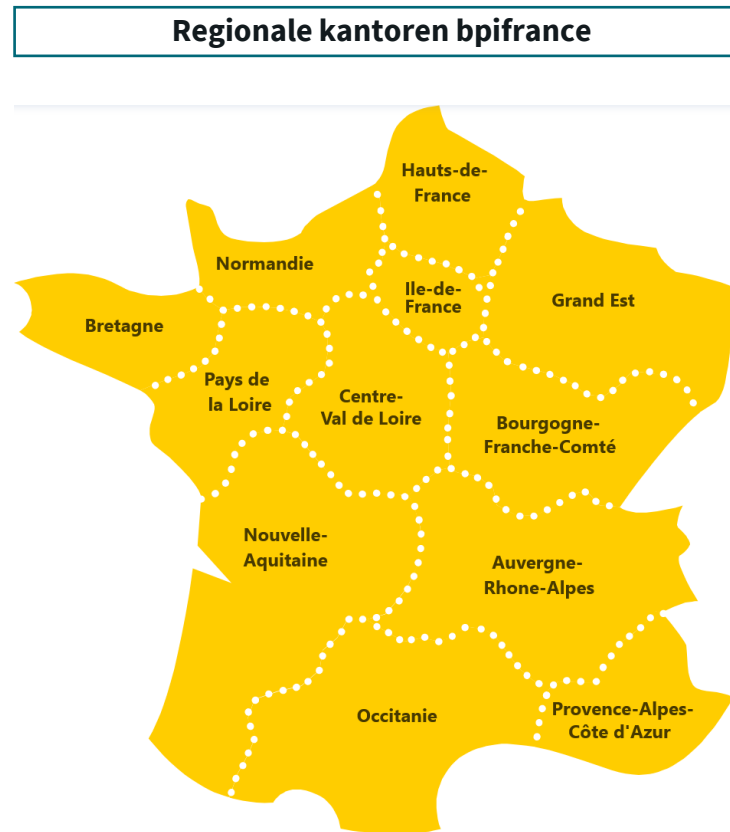 Regionale kantoren bpifrance
Hauts-de-
France
Normandie
Ile-de-
France
Grand Est
Bretagne
Pays de
la Loire
Centre-
Val de Loire
Bourgogne-
Franche-Comté
Nouvelle-
Aquitaine
Auvergne-
Rhone-Alpes
Occitanie
Provence-Alpes-
Côte d'Azur